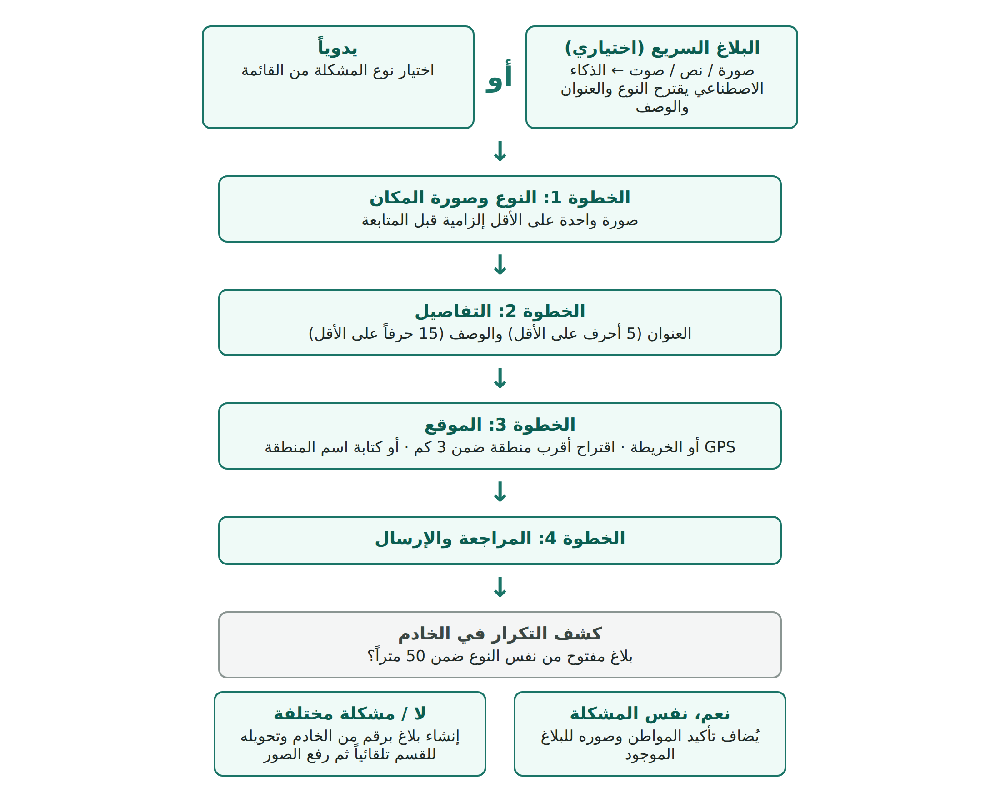 البلاغ السريع (اختياري)
صورة / نص / صوت ← الذكاء
الاصطناعي يقترح النوع والعنوان
والوصف
أو
يدوياً
اختيار نوع المشكلة من القائمة
↓
الخطوة 1: النوع وصورة المكان
صورة واحدة على الأقل إلزامية قبل المتابعة
↓
الخطوة 2: التفاصيل
العنوان (5 أحرف على الأقل) والوصف (15 حرفاً على الأقل)
↓
الخطوة 3: الموقع
GPS أو الخريطة · اقتراح أقرب منطقة ضمن 3 كم · أو كتابة اسم المنطقة
↓
الخطوة 4: المراجعة والإرسال
↓
كشف التكرار في الخادم
بلاغ مفتوح من نفس النوع ضمن 50 متراً؟
نعم، نفس المشكلة
يُضاف تأكيد المواطن وصوره للبلاغ
الموجود
لا / مشكلة مختلفة
إنشاء بلاغ برقم من الخادم وتحويله
للقسم تلقائياً ثم رفع الصور